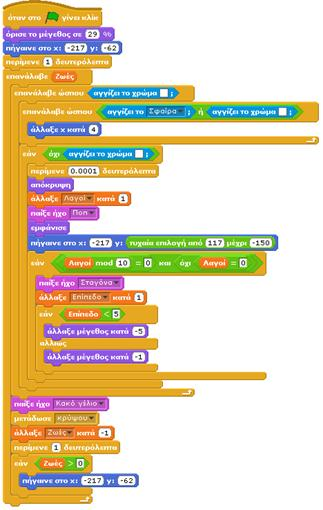 όταν στο γίνει κλικ
όρισε το μέγεθος σε 29 %
πήγαινε στο x: -217 y: -62
περίμενε 1 δευτερόλεπτα
επανάλαβε Ζωές
επανάλαβε ώσπου αγγίζει το χρώμα ;
επανάλαβε ώσπου αγγίζει το Σφαίρα ; ή αγγίζει το χρώμα ;
άλλαξε x κατά 4
εάν όχι αγγίζει το χρώμα ;
περίμενε 0.0001 δευτερόλεπτα
απόκρυψη
άλλαξε Λαγοί κατά 1
παίξε ήχο Ποπ
εμφάνισε
πήγαινε στο x: -217 y: τυχαία επιλογή από 117 μέχρι -150
εάν Λαγοί mod 10 = 0 και όχι Λαγοί = 0
παίξε ήχο Σταγόνα
άλλαξε Επίπεδο κατά 1
εάν Επίπεδο < 5
άλλαξε μέγεθος κατά -5
αλλιώς
άλλαξε μέγεθος κατά -1
παίξε ήχο Κακό γέλιο
μετάδωσε κρύψου
άλλαξε Ζωές κατά -1
περίμενε 1 δευτερόλεπτα
εάν Ζωές > 0
πήγαινε στο x: -217 y: -62